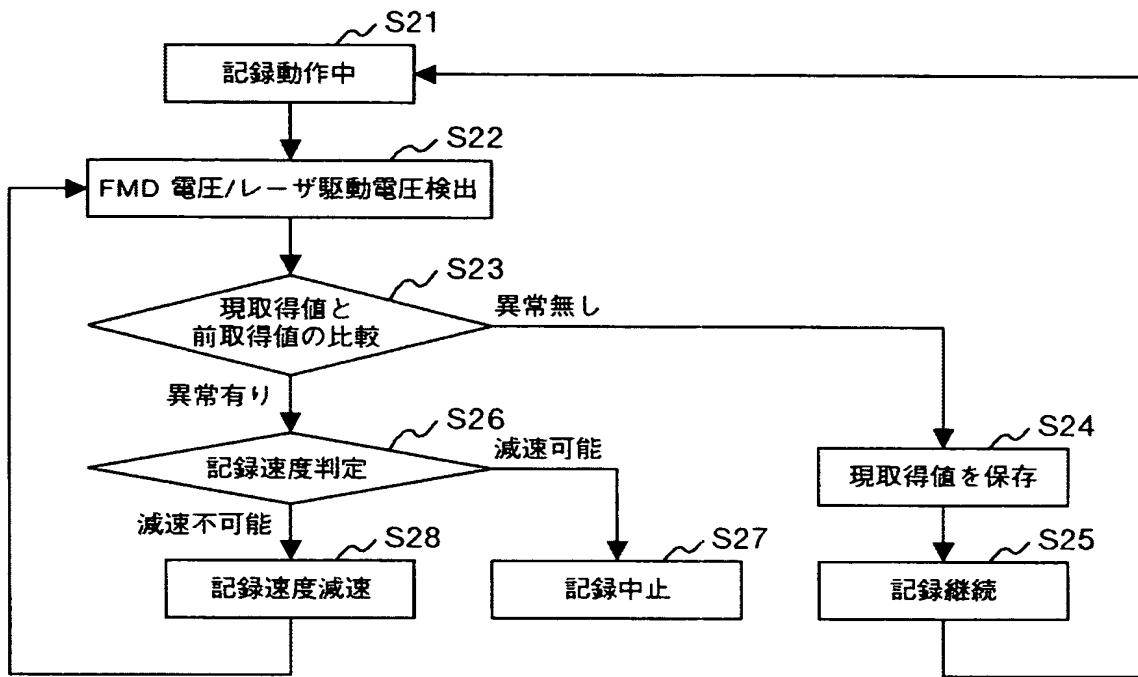 S21
記録動作中
S22
FMD 電圧/レーザ駆動電圧検出
S23
現取得値と
前取得値の比較
異常無し
異常有り
S26
記録速度判定
減速可能
減速不可能
S24
現取得値を保存
S28
記録速度減速
S27
記録中止
S25
記録継続